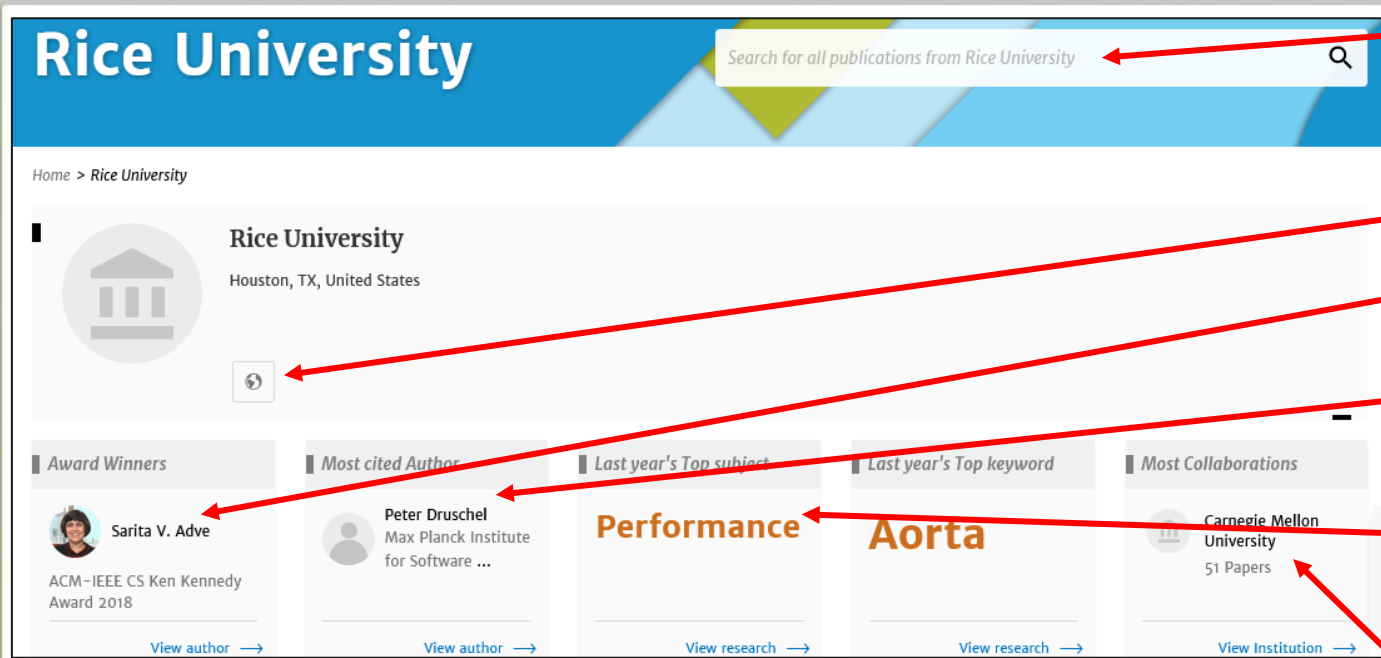 Rice University
Search for all publications from Rice University
Home > Rice University
Rice University
Houston, TX, United States
Award Winners
Sarita V. Adve
ACM-IEEE CS Ken Kennedy
Award 2018
View author →
Most cited Author
Peter Druschel
Max Planck Institute
for Software ...
View author →
Last year's Top subject
Performance
View research →
Last year's Top keyword
Aorta
View research →
Most Collaborations
Carnegie Mellon
University
51 Papers
View Institution →